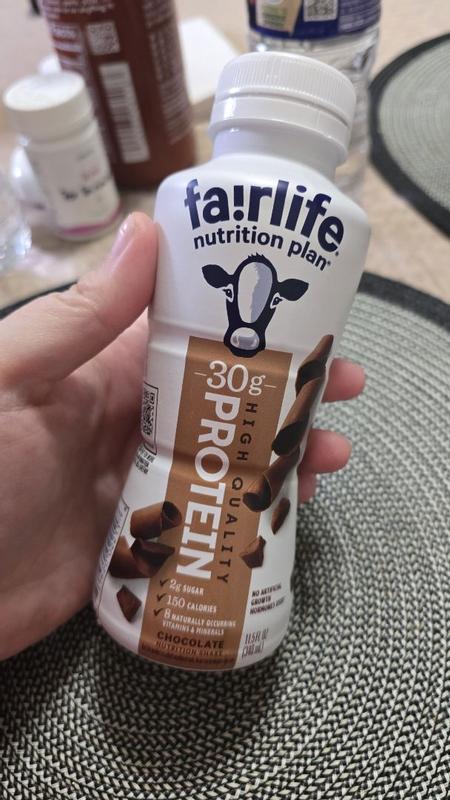 fa!rlife®
nutrition plan®
30g
HIGH QUALITY
PROTEIN
2g SUGAR
150 CALORIES
8 NATURALLY OCCURRING
VITAMINS & MINERALS
CHOCOLATE
NUTRITION SHAKE
NO ARTIFICIAL
GROWTH
HORMONES USED
11.5 FL OZ
(340 mL)